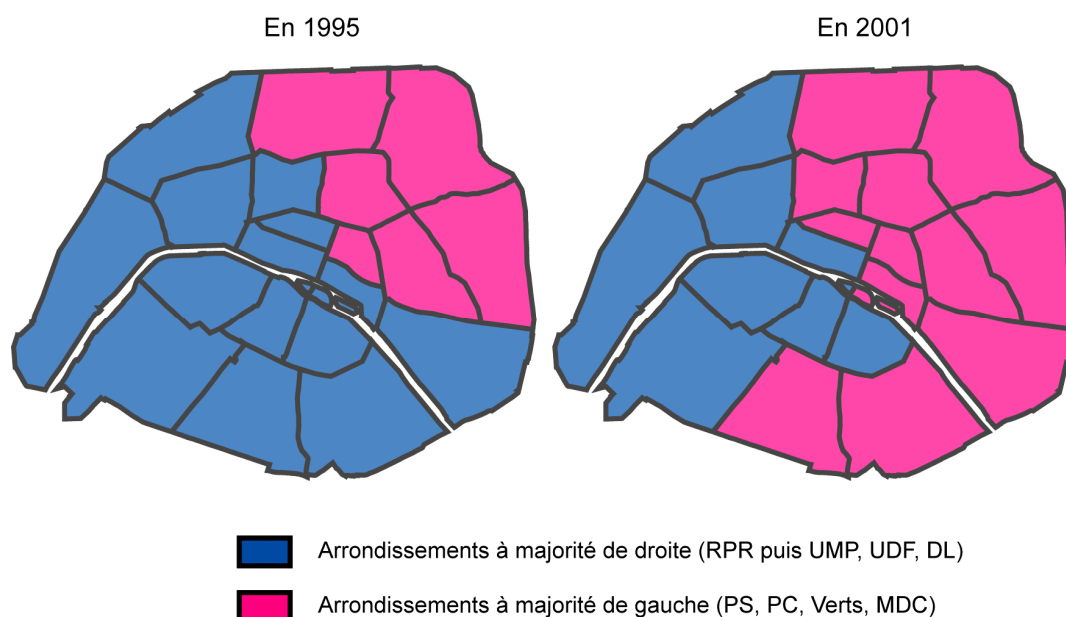 En 1995
En 2001
Arrondissements à majorité de droite (RPR puis UMP, UDF, DL)
Arrondissements à majorité de gauche (PS, PC, Verts, MDC)